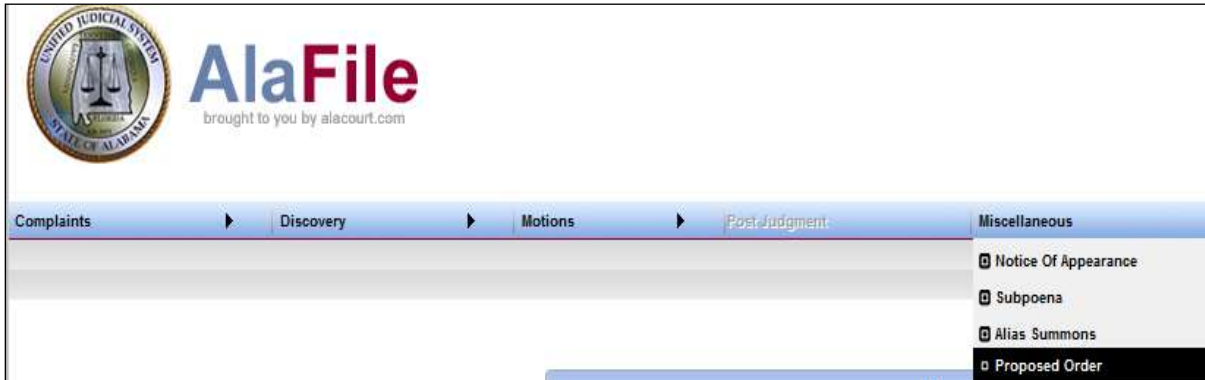 UNIFIED JUDICIAL SYSTEM
STATE OF ALABAMA
AlaFile
brought to you by alacourt.com
Complaints
Discovery
Motions
Post Judgment
Miscellaneous
Notice Of Appearance
Subpoena
Alias Summons
Proposed Order